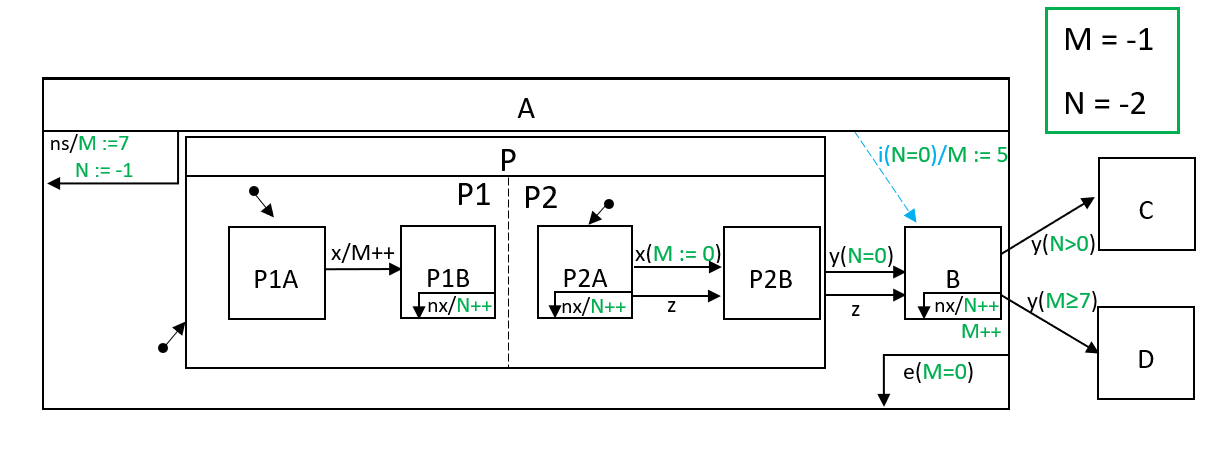 M = -1
N = -2
A
ns/M :=7
N := -1
P
i(N=0)/M := 5
P1
P2
C
x/M++
x(M := 0)
y(N=0)
y(N>0)
P1A
P1B
P2A
P2B
B
nx/N++
nx/N++
z
z
nx/N++
M++
y(M≥7)
e(M=0)
D